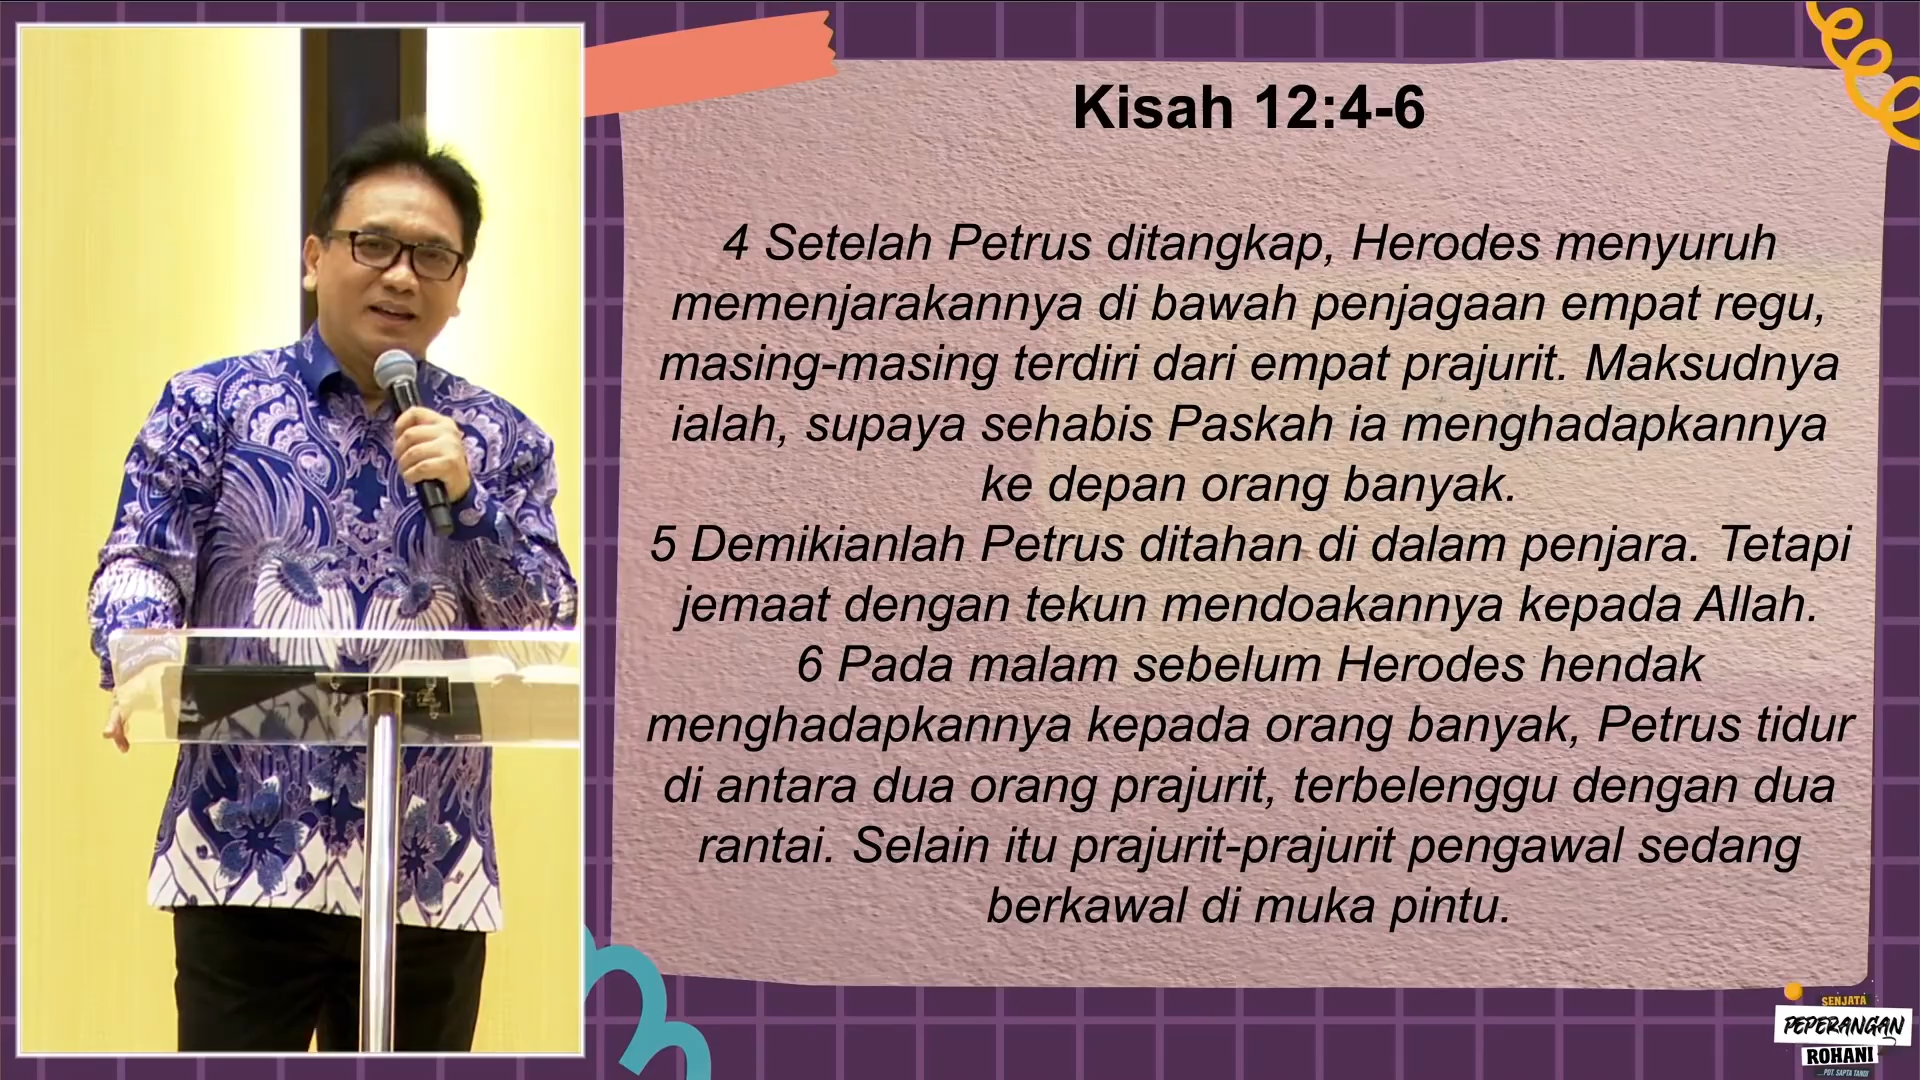 Kisah 12:4-6
4 Setelah Petrus ditangkap, Herodes menyuruh
memenjarakannya di bawah penjagaan empat regu,
masing-masing terdiri dari empat prajurit. Maksudnya
ialah, supaya sehabis Paskah ia menghadapkannya
ke depan orang banyak.
5 Demikianlah Petrus ditahan di dalam penjara. Tetapi
jemaat dengan tekun mendoakannya kepada Allah.
6 Pada malam sebelum Herodes hendak
menghadapkannya kepada orang banyak, Petrus tidur
di antara dua orang prajurit, terbelenggu dengan dua
rantai. Selain itu prajurit-prajurit pengawal sedang
berkawal di muka pintu.
SENJATA
PEPERANGAN
ROHANI
...PDT. SAPTA TANDI